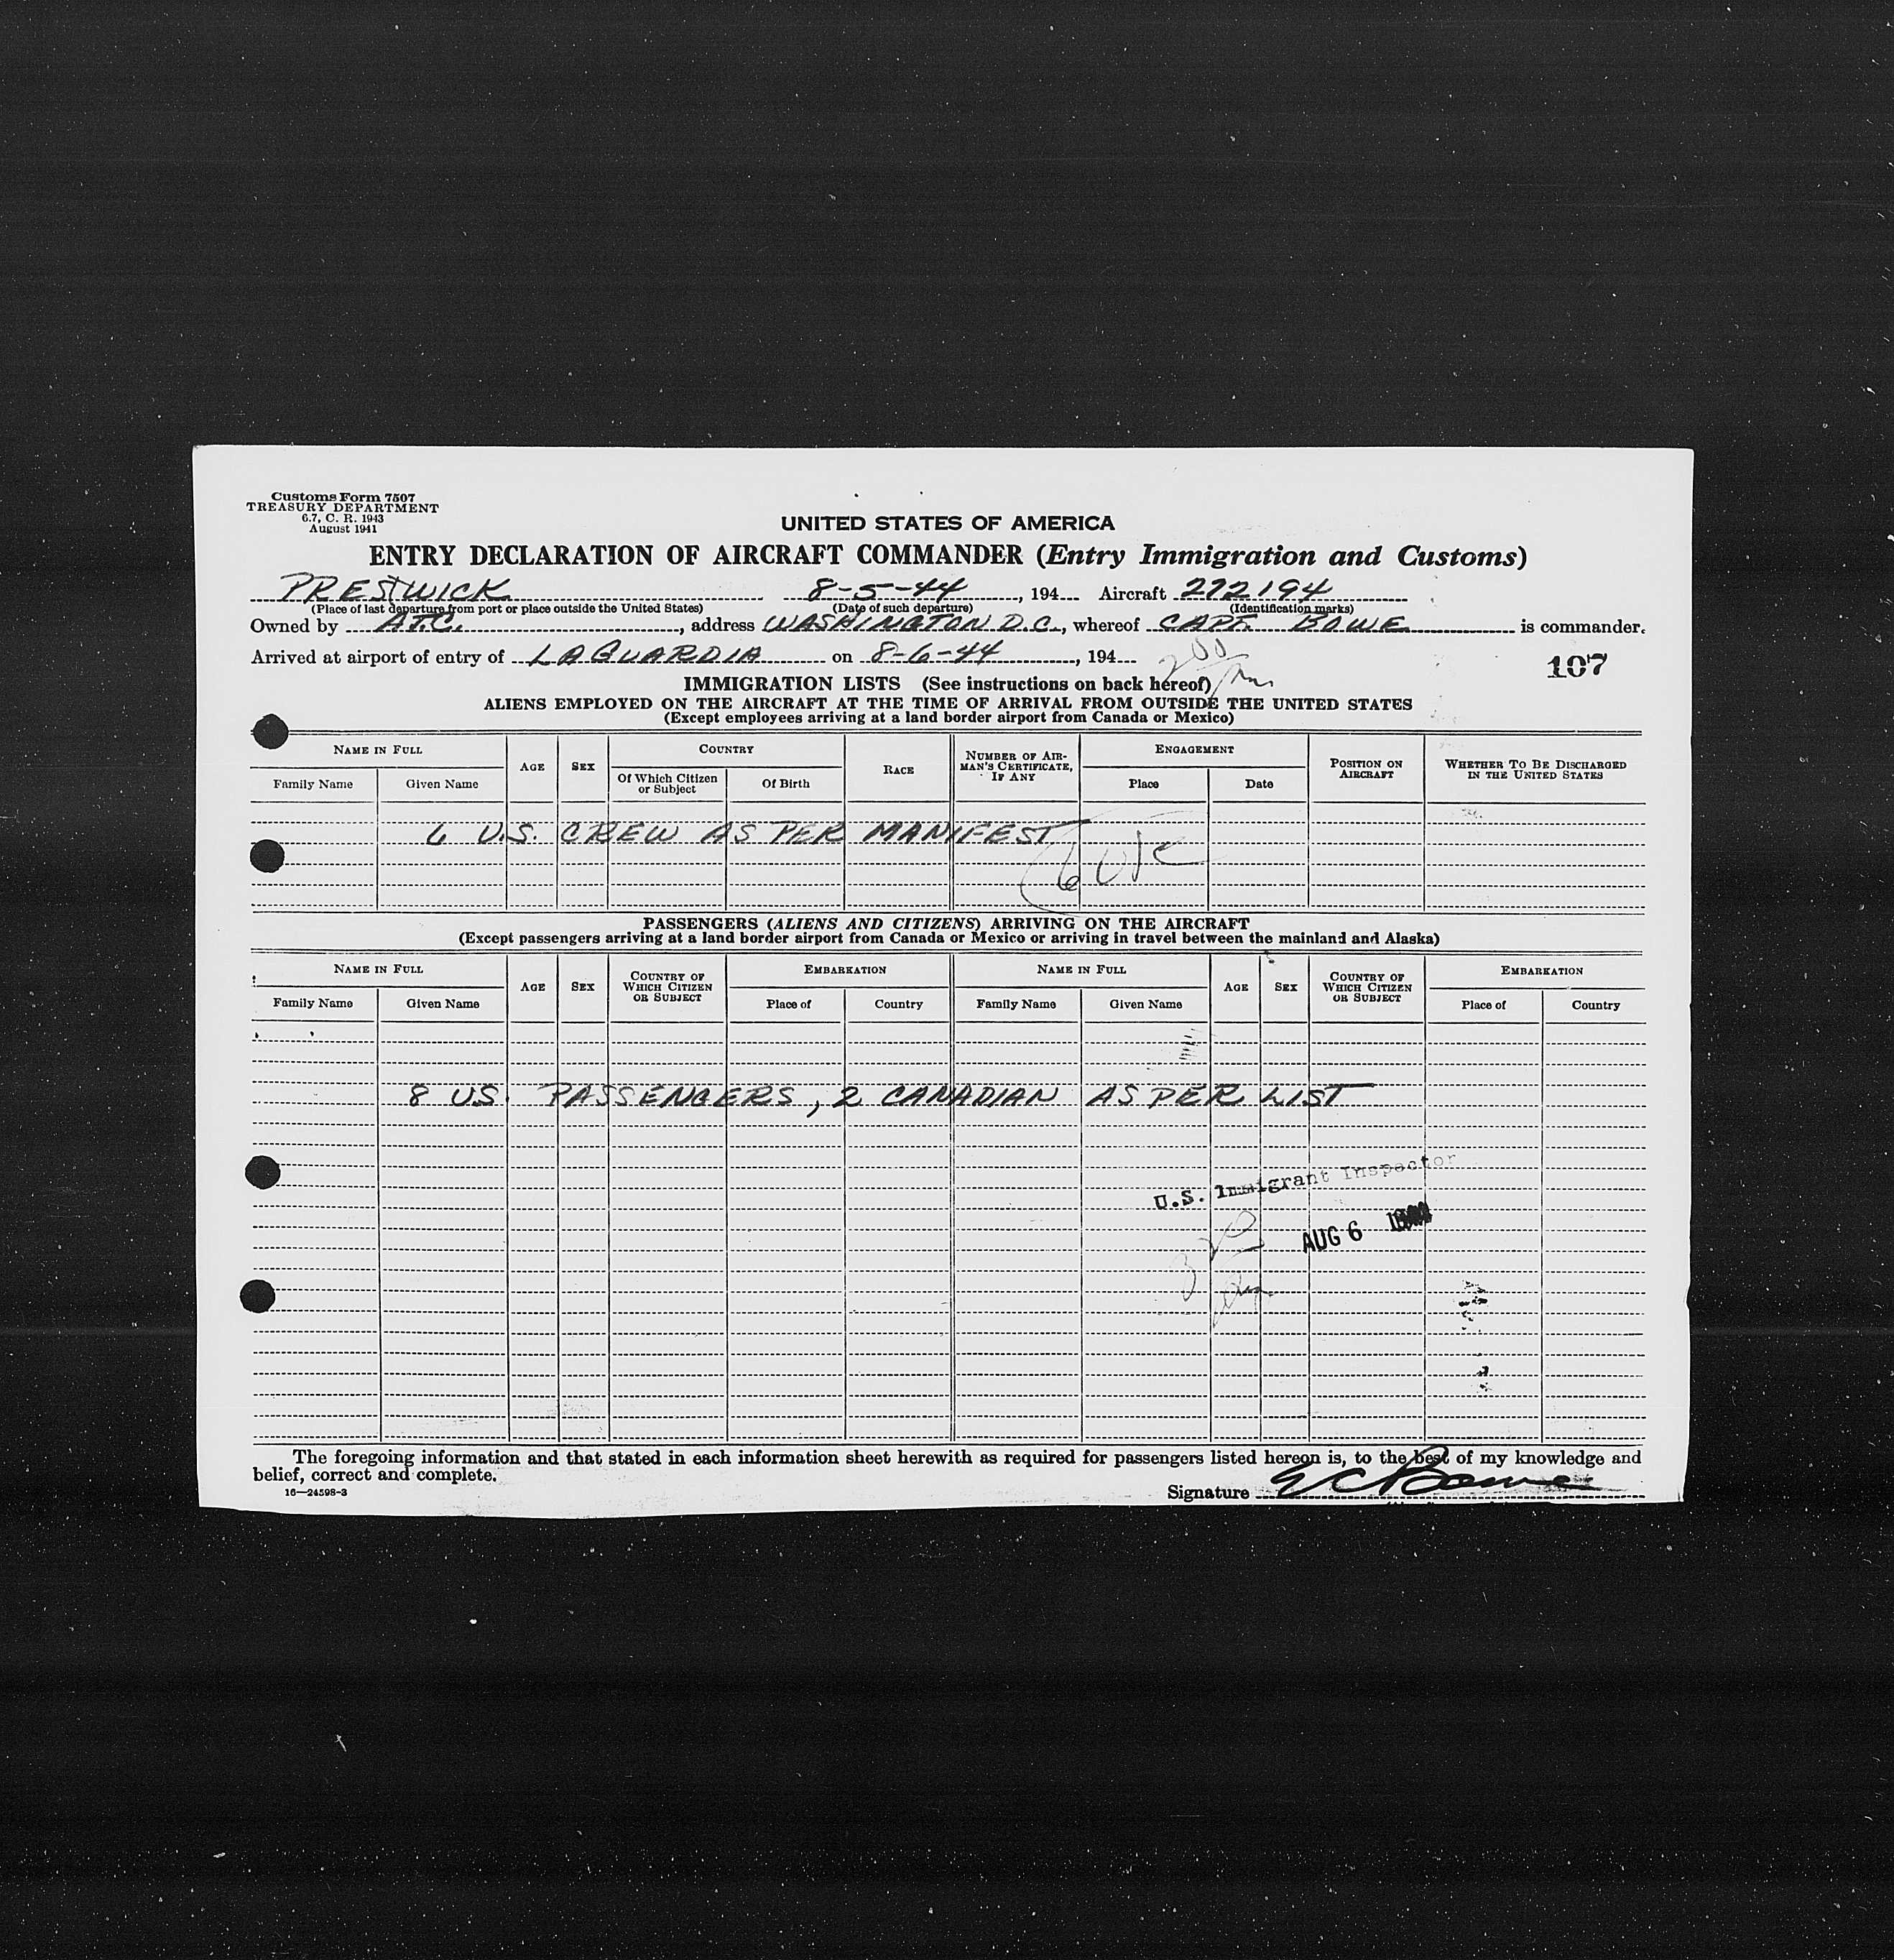 Customs Form 7507
TREASURY DEPARTMENT
6.7, C. R. 1943
August 1941
UNITED STATES OF AMERICA
ENTRY DECLARATION OF AIRCRAFT COMMANDER (Entry Immigration and Customs)
PRESTWICK 8-5-44, 194 Aircraft 272194
(Place of last departure from port or place outside the United States) (Date of such departure) (Identification marks)
Owned by A.T.C., address WASHINGTON D.C., whereof CAPT. BOWE is commander.
Arrived at airport of entry of LAGUARDIA on 8-6-44, 194
107
IMMIGRATION LISTS (See instructions on back hereof)
ALIENS EMPLOYED ON THE AIRCRAFT AT THE TIME OF ARRIVAL FROM OUTSIDE THE UNITED STATES
(Except employees arriving at a land border airport from Canada or Mexico)
NAME IN FULL AGE SEX COUNTRY RACE NUMBER OF AIR-MAN'S CERTIFICATE, IF ANY ENGAGEMENT POSITION ON AIRCRAFT WHETHER TO BE DISCHARGED IN THE UNITED STATES
Family Name Given Name Of Which Citizen or Subject Of Birth Place Date
6 U.S. CREW AS PER MANIFEST
PASSENGERS (ALIENS AND CITIZENS) ARRIVING ON THE AIRCRAFT
(Except passengers arriving at a land border airport from Canada or Mexico or arriving in travel between the mainland and Alaska)
NAME IN FULL AGE SEX COUNTRY OF WHICH CITIZEN OR SUBJECT EMBARKATION NAME IN FULL AGE SEX COUNTRY OF WHICH CITIZEN OR SUBJECT EMBARKATION
Family Name Given Name Place of Country Family Name Given Name Place of Country
8 US. PASSENGERS, 2 CANADIAN AS PER LIST
U.S. Immigrant Inspector
AUG 6
The foregoing information and that stated in each information sheet herewith as required for passengers listed hereon is, to the best of my knowledge and
belief, correct and complete.
16—24598-3
Signature E C Bowe